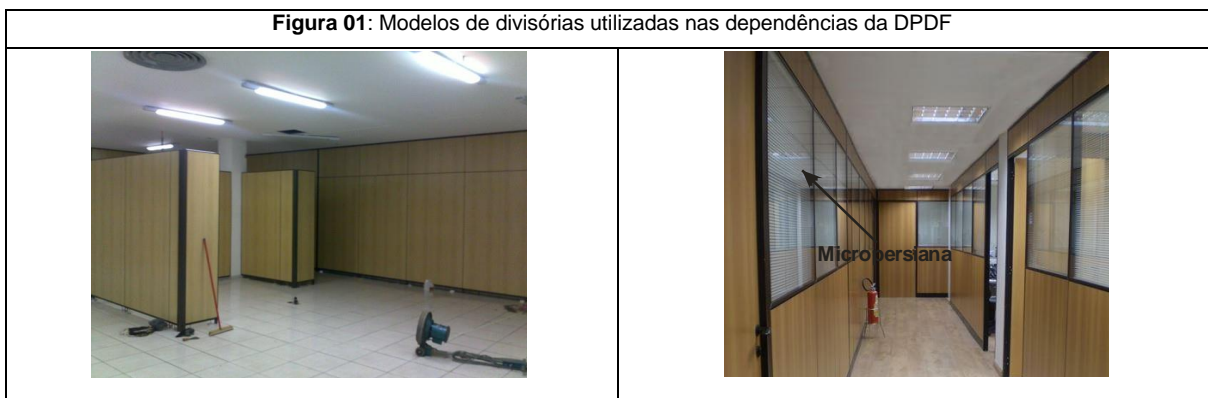 Figura 01: Modelos de divisórias utilizadas nas dependências da DPDF
Micropersiana